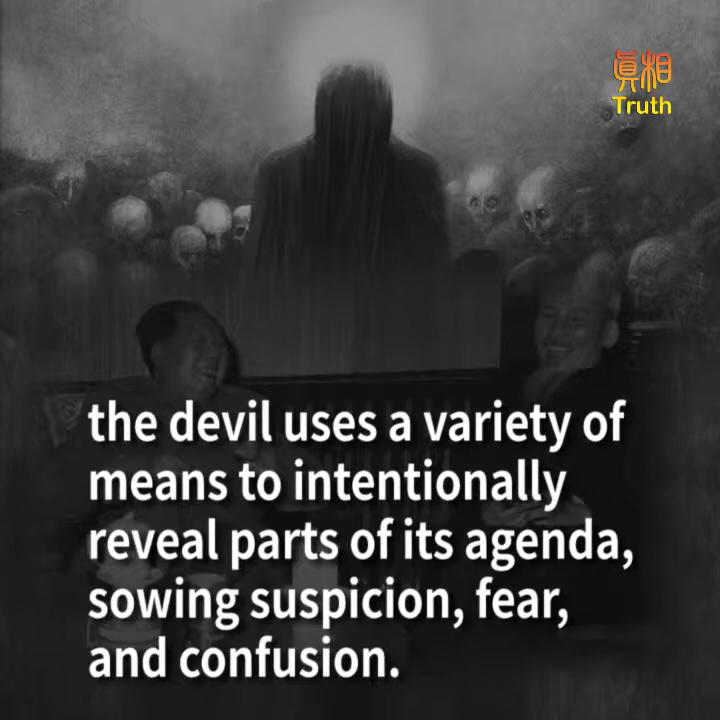 眞相
Truth
the devil uses a variety of
means to intentionally
reveal parts of its agenda,
sowing suspicion, fear,
and confusion.